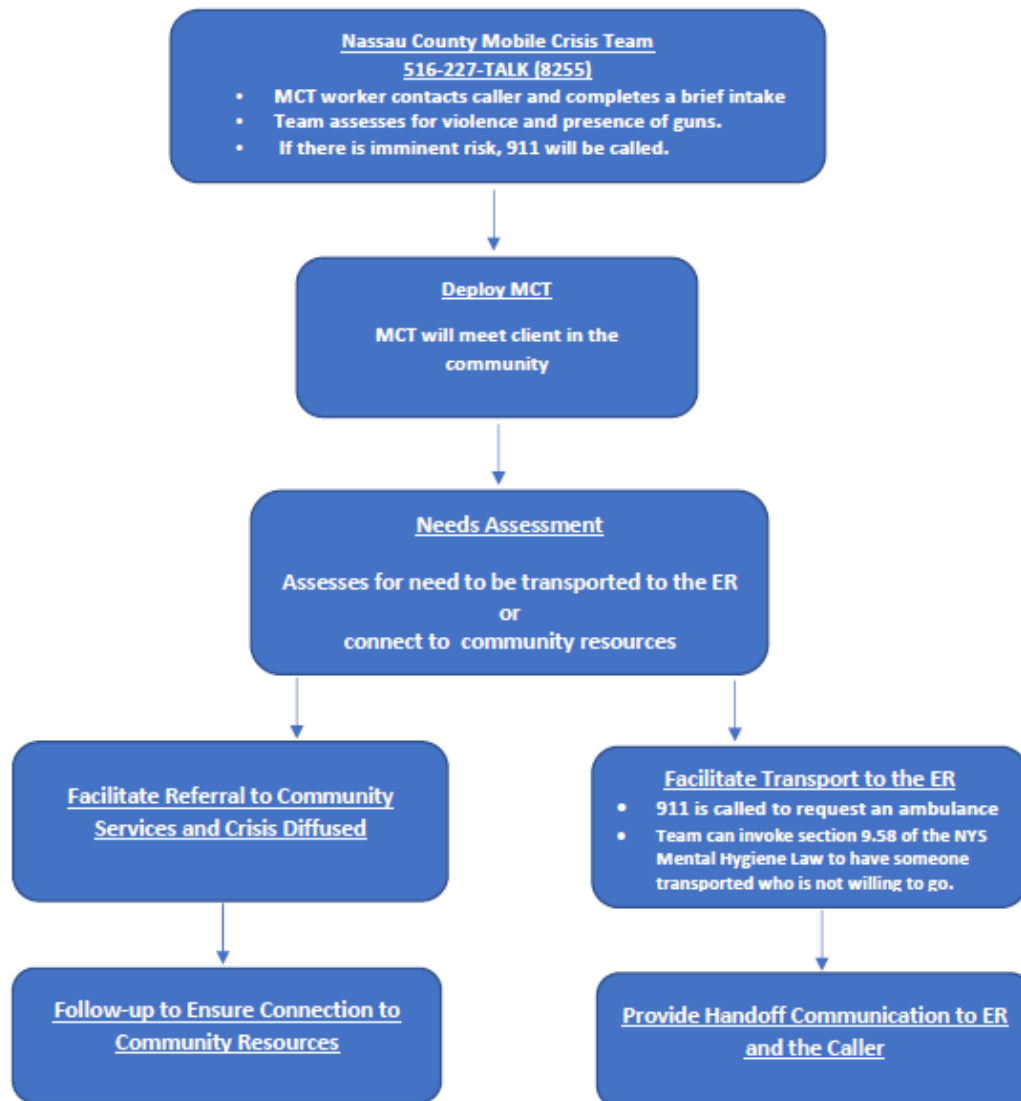 Nassau County Mobile Crisis Team
516-227-TALK (8255)
• MCT worker contacts caller and completes a brief intake
• Team assesses for violence and presence of guns.
• If there is imminent risk, 911 will be called.
Deploy MCT
MCT will meet client in the
community
Needs Assessment
Assesses for need to be transported to the ER
or
connect to community resources
Facilitate Referral to Community
Services and Crisis Diffused
Facilitate Transport to the ER
• 911 is called to request an ambulance
• Team can invoke section 9.58 of the NYS
Mental Hygiene Law to have someone
transported who is not willing to go.
Follow-up to Ensure Connection to
Community Resources
Provide Handoff Communication to ER
and the Caller